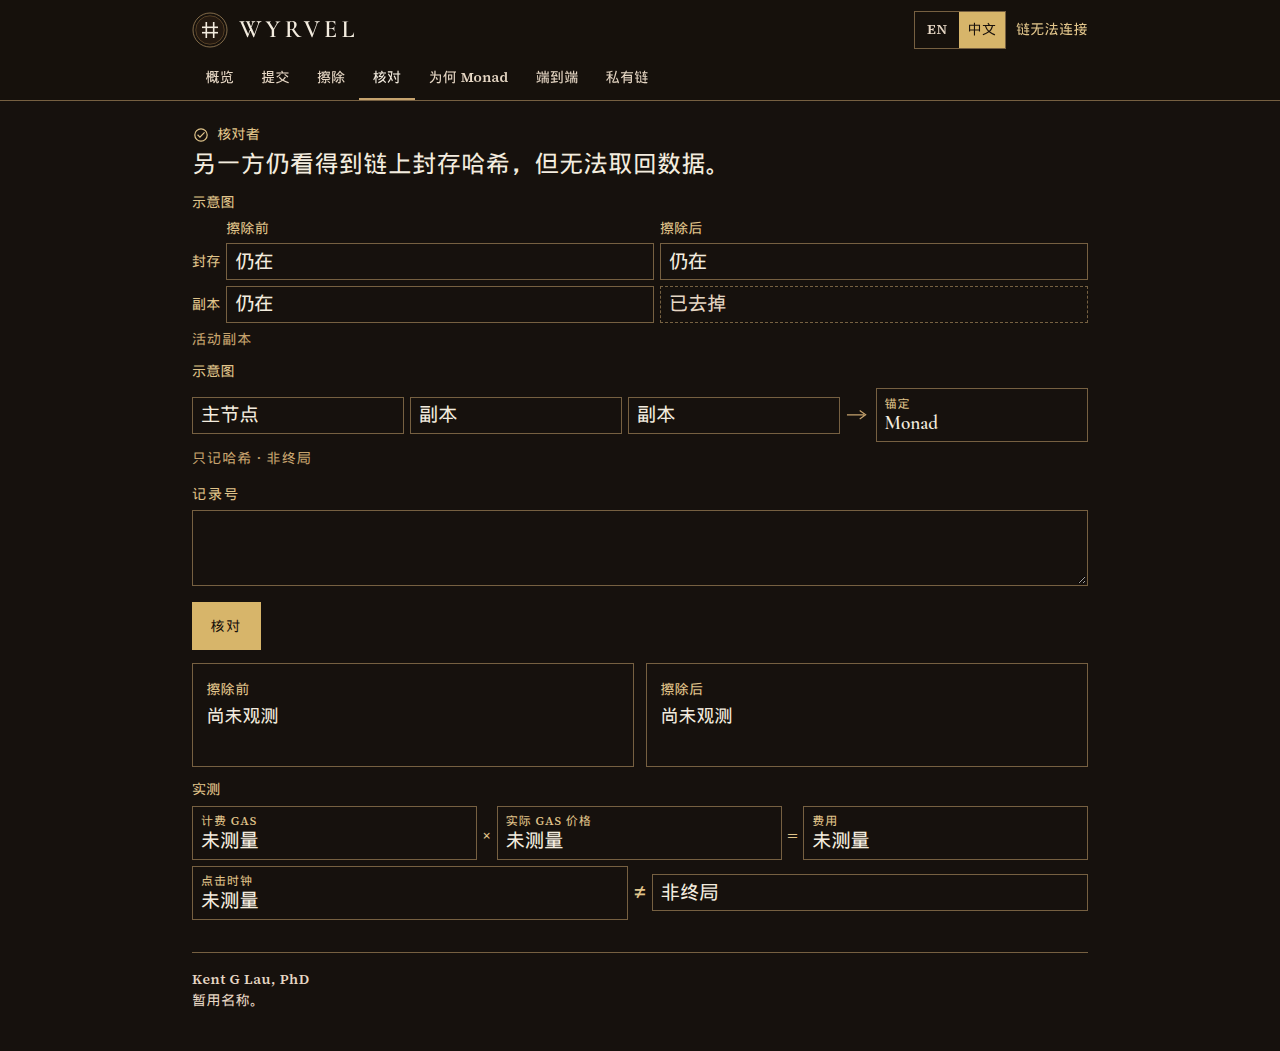 WYRVEL
EN 中文 链无法连接
概览 提交 擦除 核对 为何 Monad 端到端 私有链
核对者
另一方仍看得到链上封存哈希，但无法取回数据。
示意图
擦除前 擦除后
封存 仍在 仍在
副本 仍在 已去掉
活动副本
示意图
主节点 副本 副本 → 锚定
Monad
只记哈希 · 非终局
记录号
核对
擦除前 擦除后
尚未观测 尚未观测
实测
计费 GAS 实际 GAS 价格 费用
未测量 × 未测量 = 未测量
点击时钟
未测量 ≠ 非终局
Kent G Lau, PhD
暂用名称。